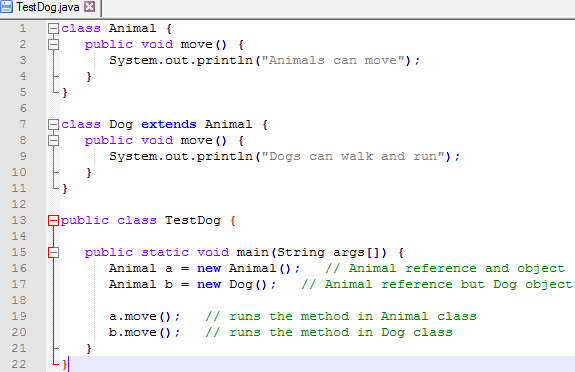 TestDog.java
1 class Animal {
2     public void move() {
3         System.out.println("Animals can move");
4     }
5 }
6
7 class Dog extends Animal {
8     public void move() {
9         System.out.println("Dogs can walk and run");
10     }
11 }
12
13 public class TestDog {
14
15     public static void main(String args[]) {
16         Animal a = new Animal();   // Animal reference and object
17         Animal b = new Dog();   // Animal reference but Dog object
18
19         a.move();   // runs the method in Animal class
20         b.move();   // runs the method in Dog class
21     }
22 }